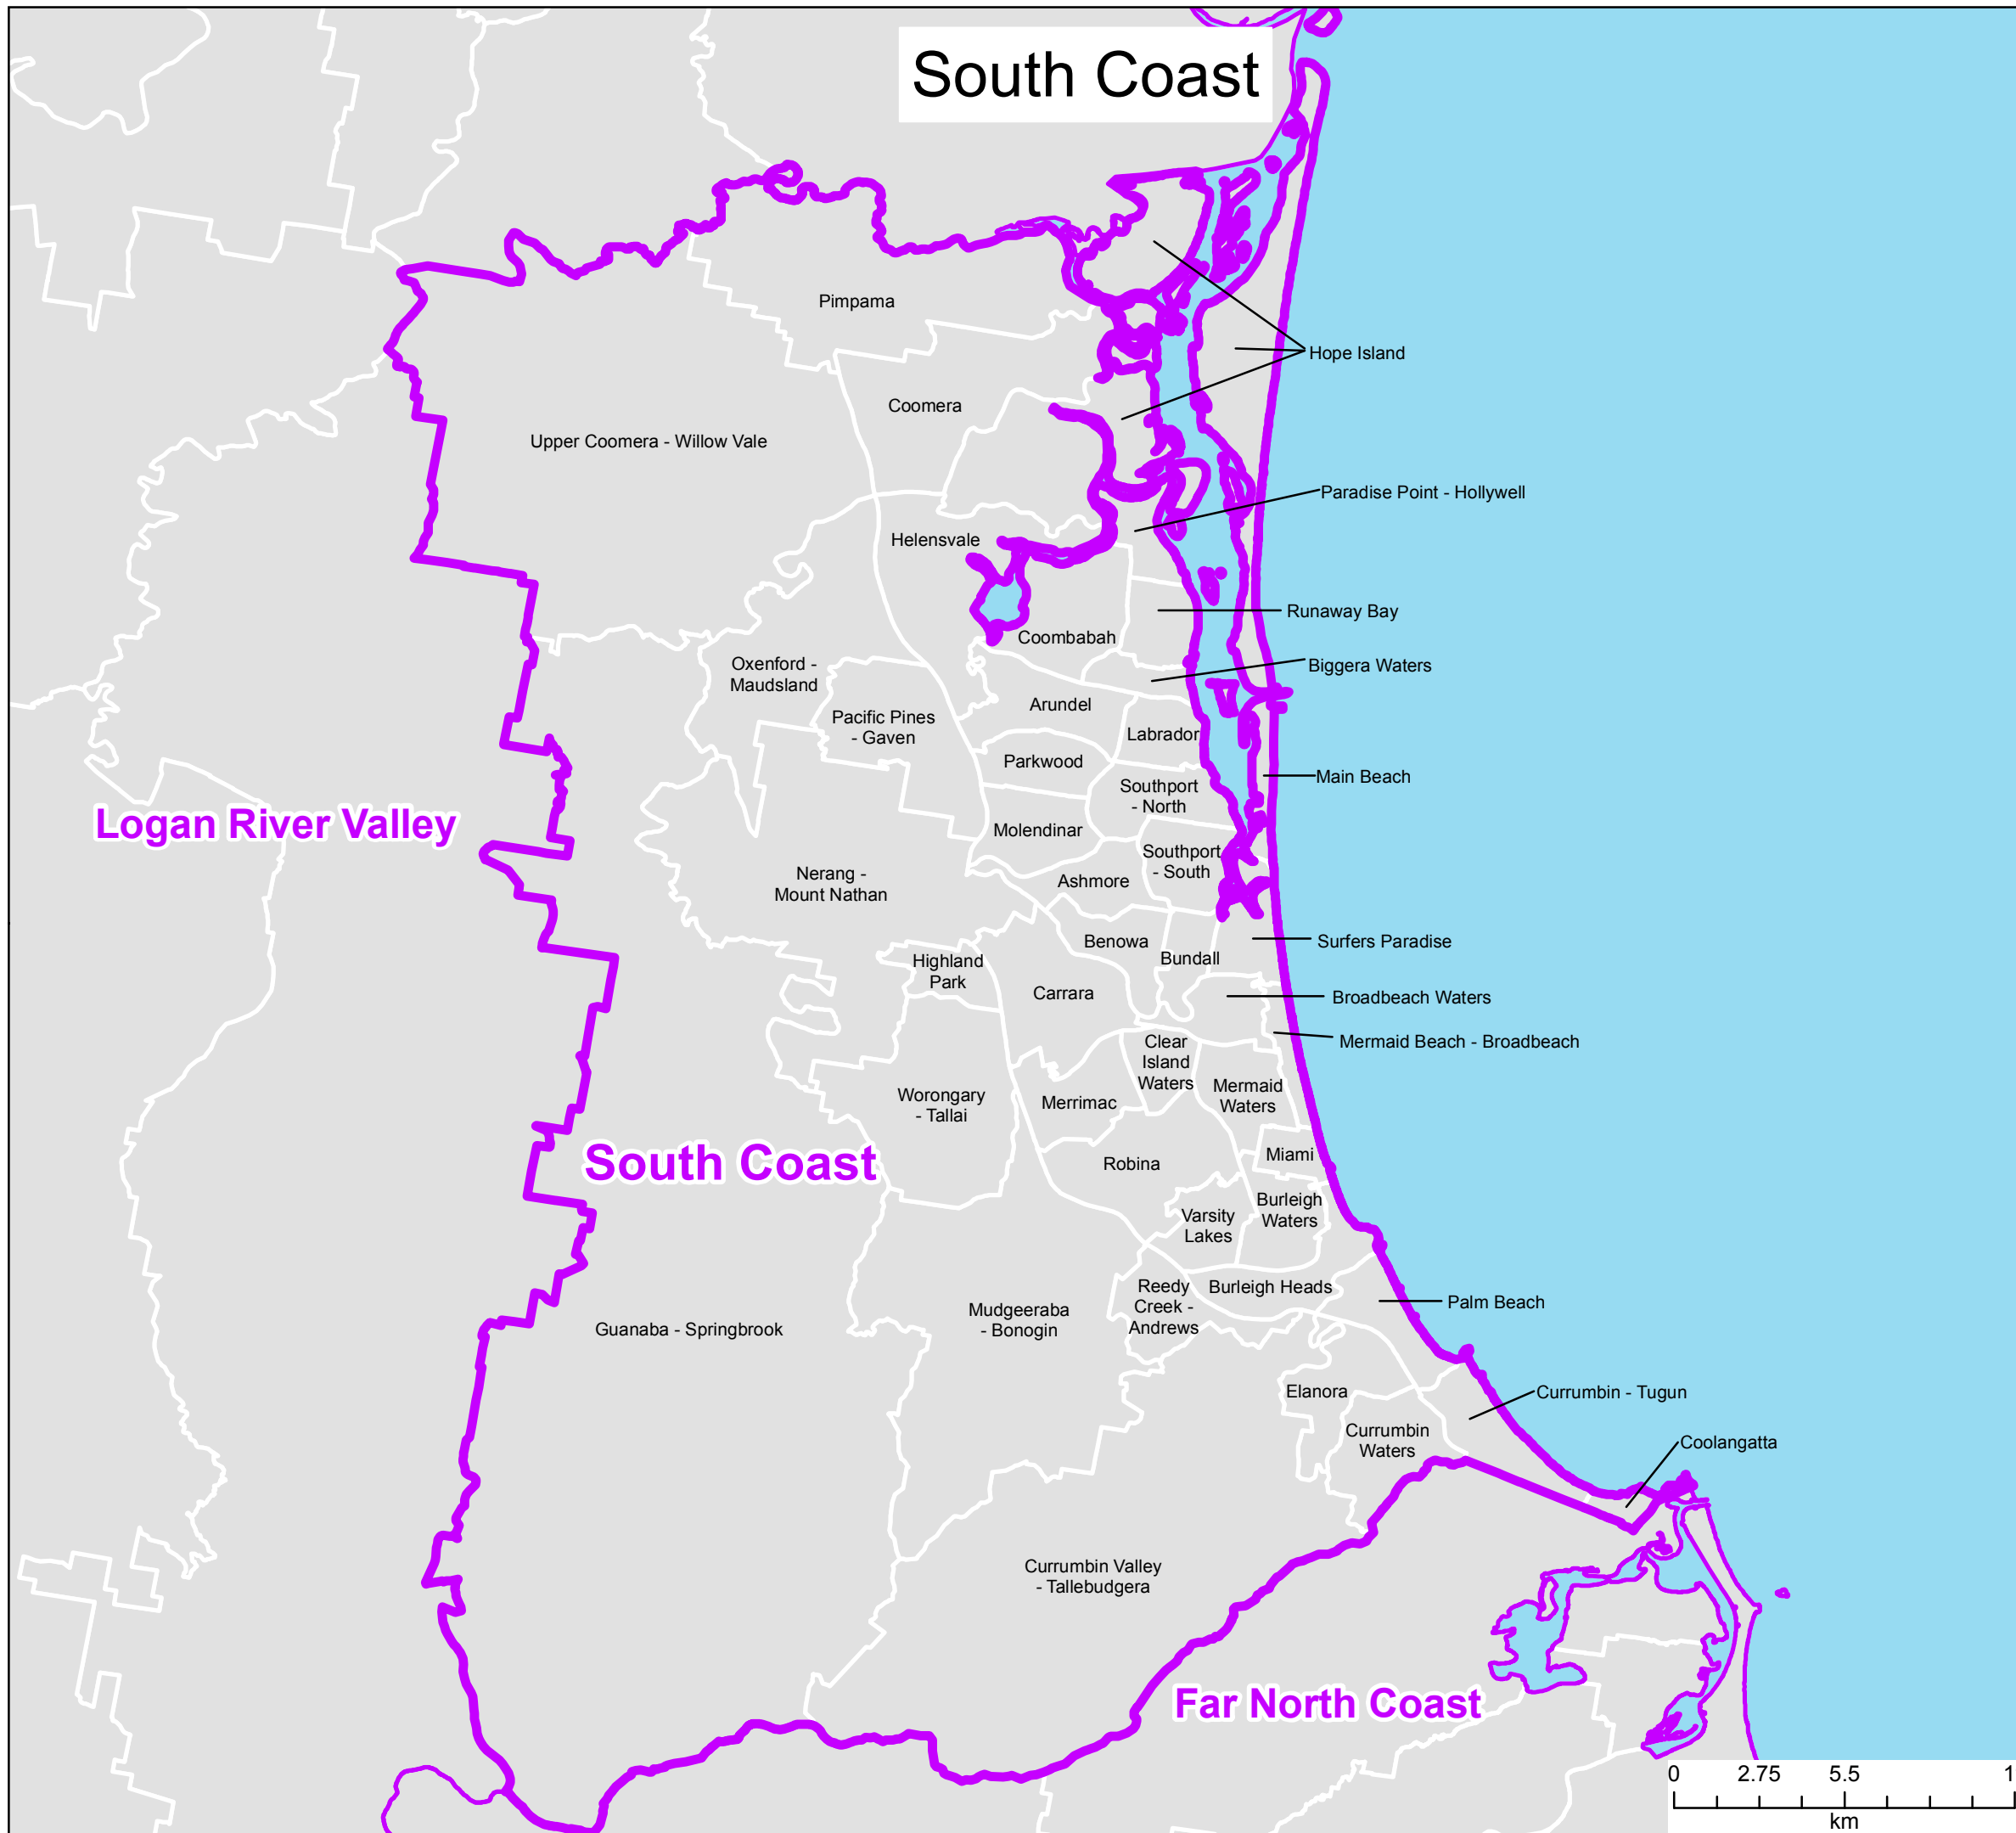 South Coast
Pimpama
Hope Island
Coomera
Upper Coomera - Willow Vale
Paradise Point - Hollywell
Helensvale
Runaway Bay
Coombabah
Biggera Waters
Oxenford -
Maudsland
Arundel
Pacific Pines
- Gaven
Labrador
Parkwood
Main Beach
Southport
- North
Logan River Valley
Molendinar
Southport
- South
Ashmore
Nerang -
Mount Nathan
Benowa
Surfers Paradise
Bundall
Highland
Park
Carrara
Broadbeach Waters
Mermaid Beach - Broadbeach
Clear
Island
Waters
Mermaid
Waters
Worongary
- Tallai
Merrimac
South Coast
Robina
Miami
Burleigh
Waters
Varsity
Lakes
Reedy
Creek -
Andrews
Burleigh Heads
Palm Beach
Mudgeeraba
- Bonogin
Guanaba - Springbrook
Elanora
Currumbin - Tugun
Currumbin
Waters
Coolangatta
Currumbin Valley
- Tallebudgera
Far North Coast
0 2.75 5.5 1
km